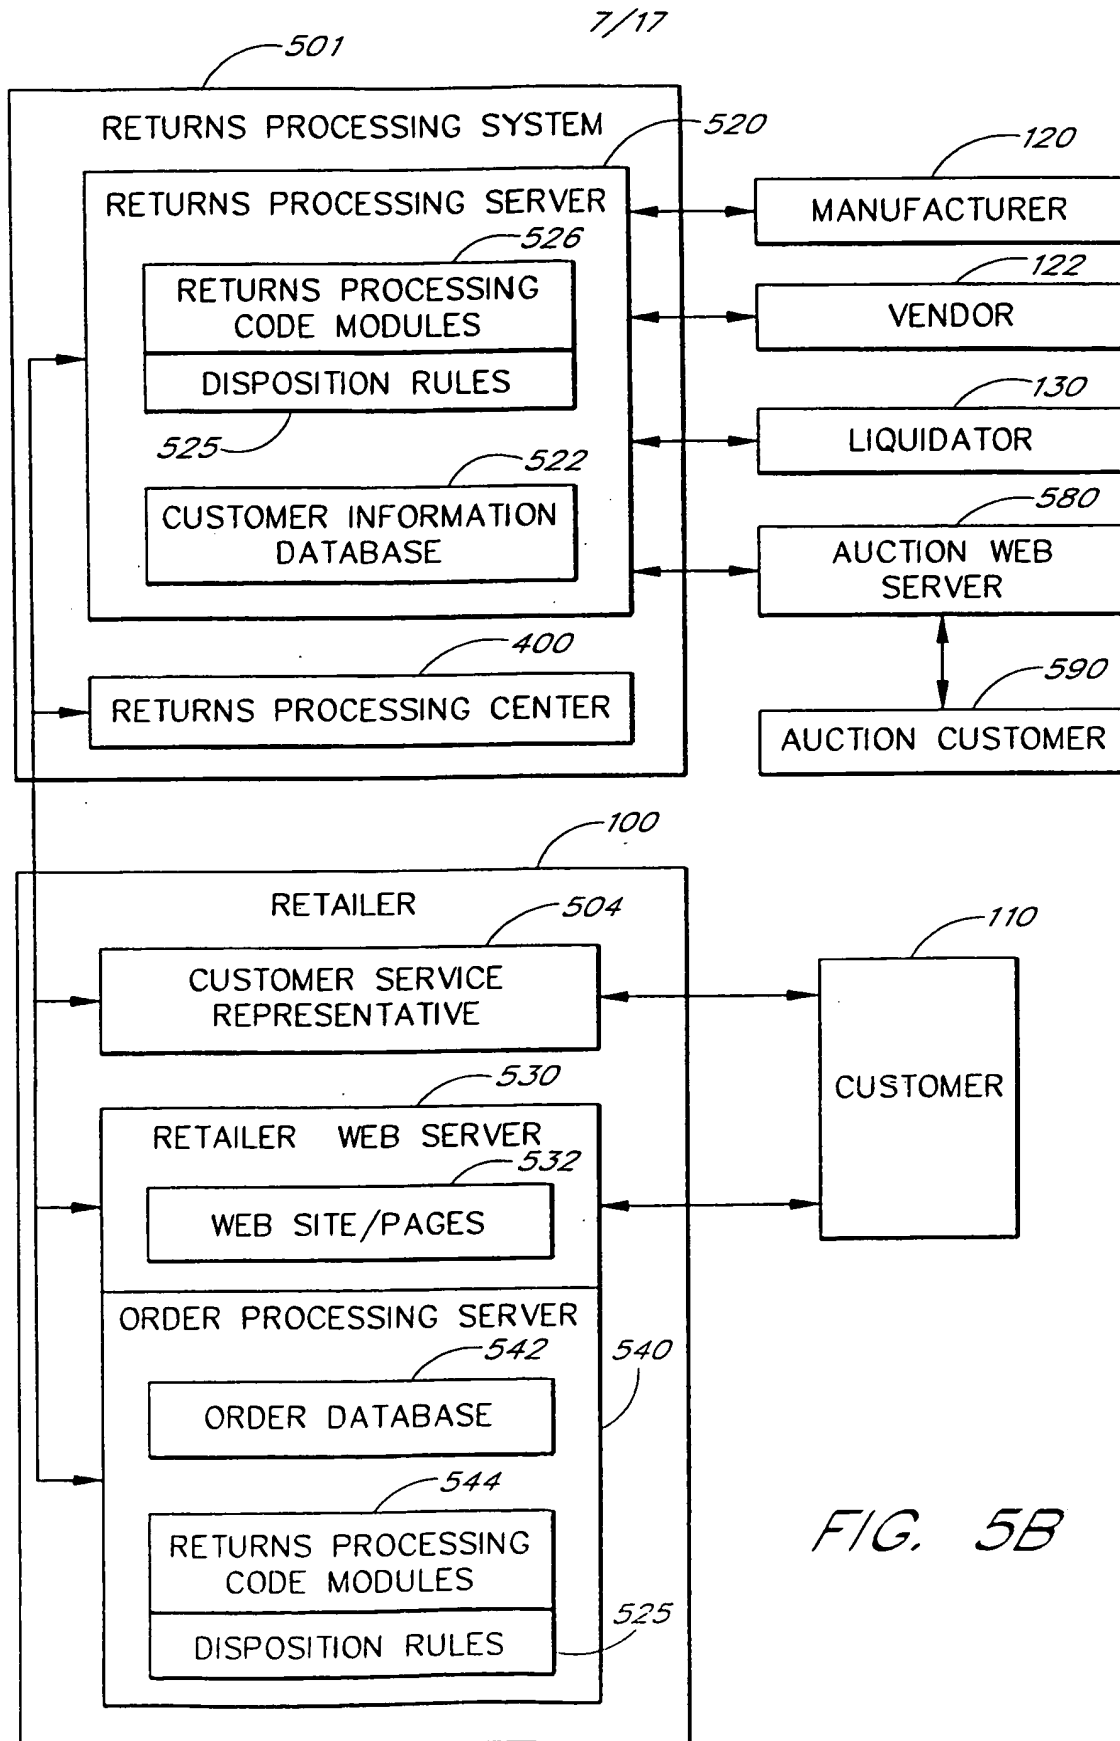 7/17
501
RETURNS PROCESSING SYSTEM
520
RETURNS PROCESSING SERVER
526
RETURNS PROCESSING
CODE MODULES
DISPOSITION RULES
525
522
CUSTOMER INFORMATION
DATABASE
400
RETURNS PROCESSING CENTER
120
MANUFACTURER
122
VENDOR
130
LIQUIDATOR
580
AUCTION WEB
SERVER
590
AUCTION CUSTOMER
100
RETAILER
504
CUSTOMER SERVICE
REPRESENTATIVE
530
RETAILER WEB SERVER
532
WEB SITE/PAGES
ORDER PROCESSING SERVER
542
540
ORDER DATABASE
544
RETURNS PROCESSING
CODE MODULES
525
DISPOSITION RULES
110
CUSTOMER
FIG. 5B